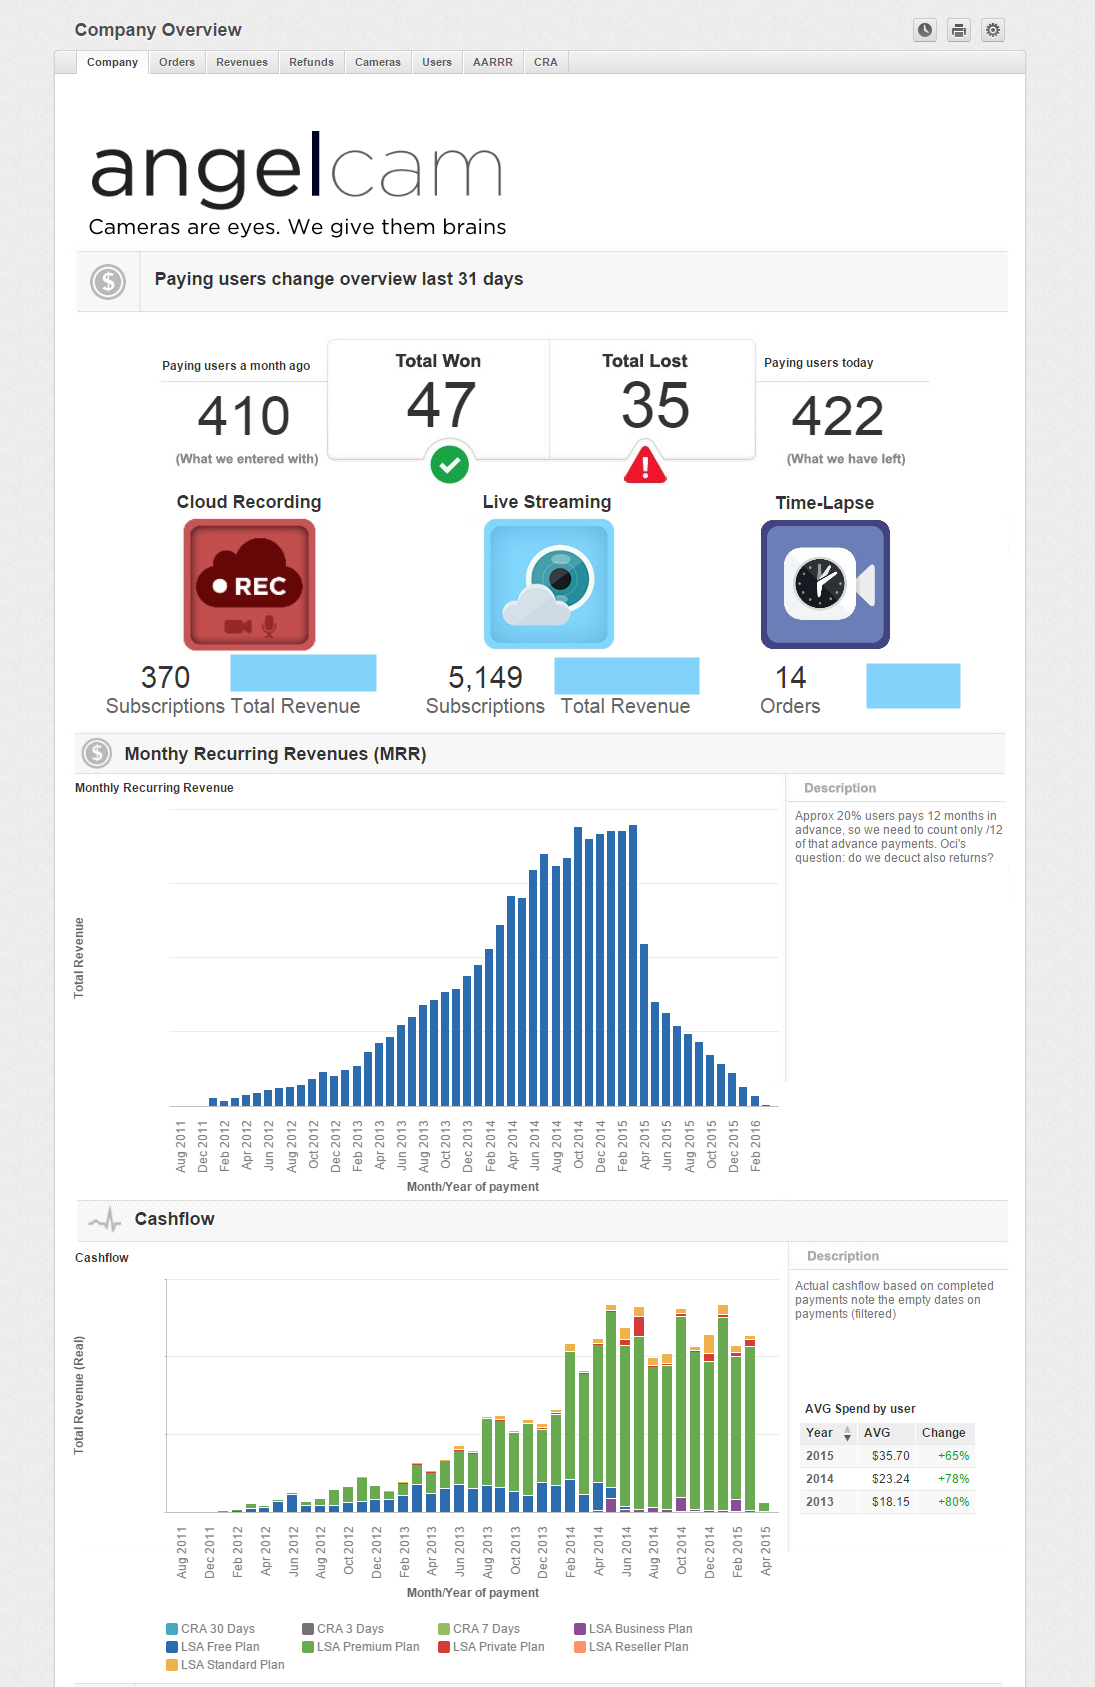 Company Overview
Company Orders Revenues Refunds Cameras Users AARRR CRA
angelcam
Cameras are eyes. We give them brains
Paying users change overview last 31 days
Paying users a month ago
410
(What we entered with)
Total Won
47
Total Lost
35
Paying users today
422
(What we have left)
Cloud Recording
REC
370
Subscriptions Total Revenue
Live Streaming
5,149
Subscriptions Total Revenue
Time-Lapse
14
Orders
Monthy Recurring Revenues (MRR)
Monthly Recurring Revenue
Total Revenue
Aug 2011 Dec 2011 Feb 2012 Apr 2012 Jun 2012 Aug 2012 Oct 2012 Dec 2012 Feb 2013 Apr 2013 Jun 2013 Aug 2013 Oct 2013 Dec 2013 Feb 2014 Apr 2014 Jun 2014 Aug 2014 Oct 2014 Dec 2014 Feb 2015 Apr 2015 Jun 2015 Aug 2015 Oct 2015 Dec 2015 Feb 2016
Month/Year of payment
Description
Approx 20% users pays 12 months in
advance, so we need to count only /12
of that advance payments. Oci's
question: do we decuct also returns?
Cashflow
Cashflow
Total Revenue (Real)
Aug 2011 Dec 2011 Feb 2012 Apr 2012 Jun 2012 Aug 2012 Oct 2012 Dec 2012 Feb 2013 Apr 2013 Jun 2013 Aug 2013 Oct 2013 Dec 2013 Feb 2014 Apr 2014 Jun 2014 Aug 2014 Oct 2014 Dec 2014 Feb 2015 Apr 2015
Month/Year of payment
CRA 30 Days CRA 3 Days CRA 7 Days LSA Business Plan
LSA Free Plan LSA Premium Plan LSA Private Plan LSA Reseller Plan
LSA Standard Plan
Description
Actual cashflow based on completed
payments note the empty dates on
payments (filtered)
AVG Spend by user
Year AVG Change
2015 $35.70 +65%
2014 $23.24 +78%
2013 $18.15 +80%